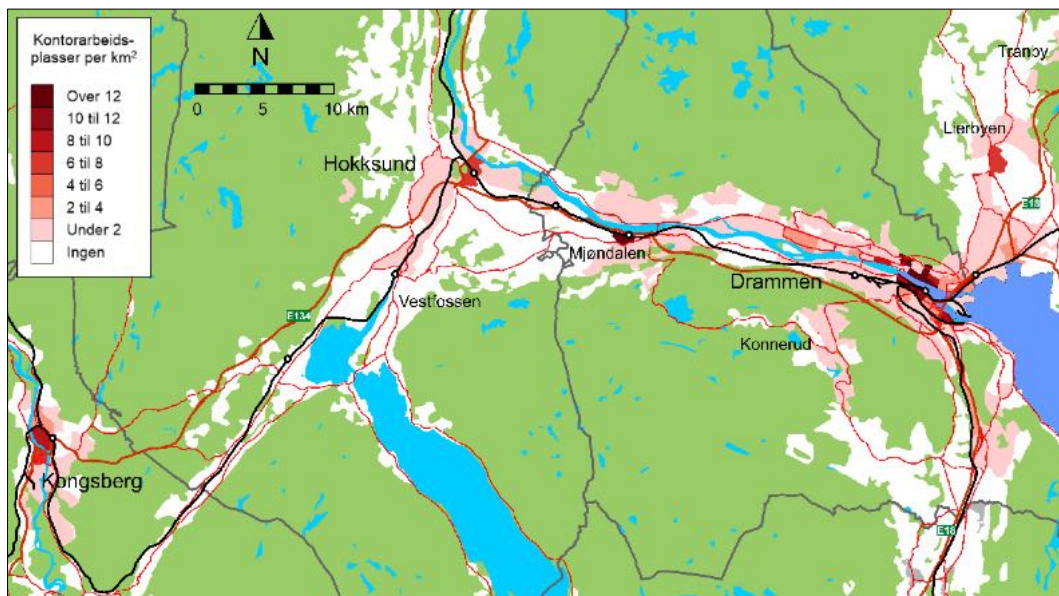 Kontorarbeids-
plasser per km²
Over 12
10 til 12
8 til 10
6 til 8
4 til 6
2 til 4
Under 2
Ingen
N
0 5 10 km
Tranby
Lierbyen
Hokksund
E18
Mjøndalen
Drammen
Vestfossen
E134
Konnerud
Kongsberg
E18